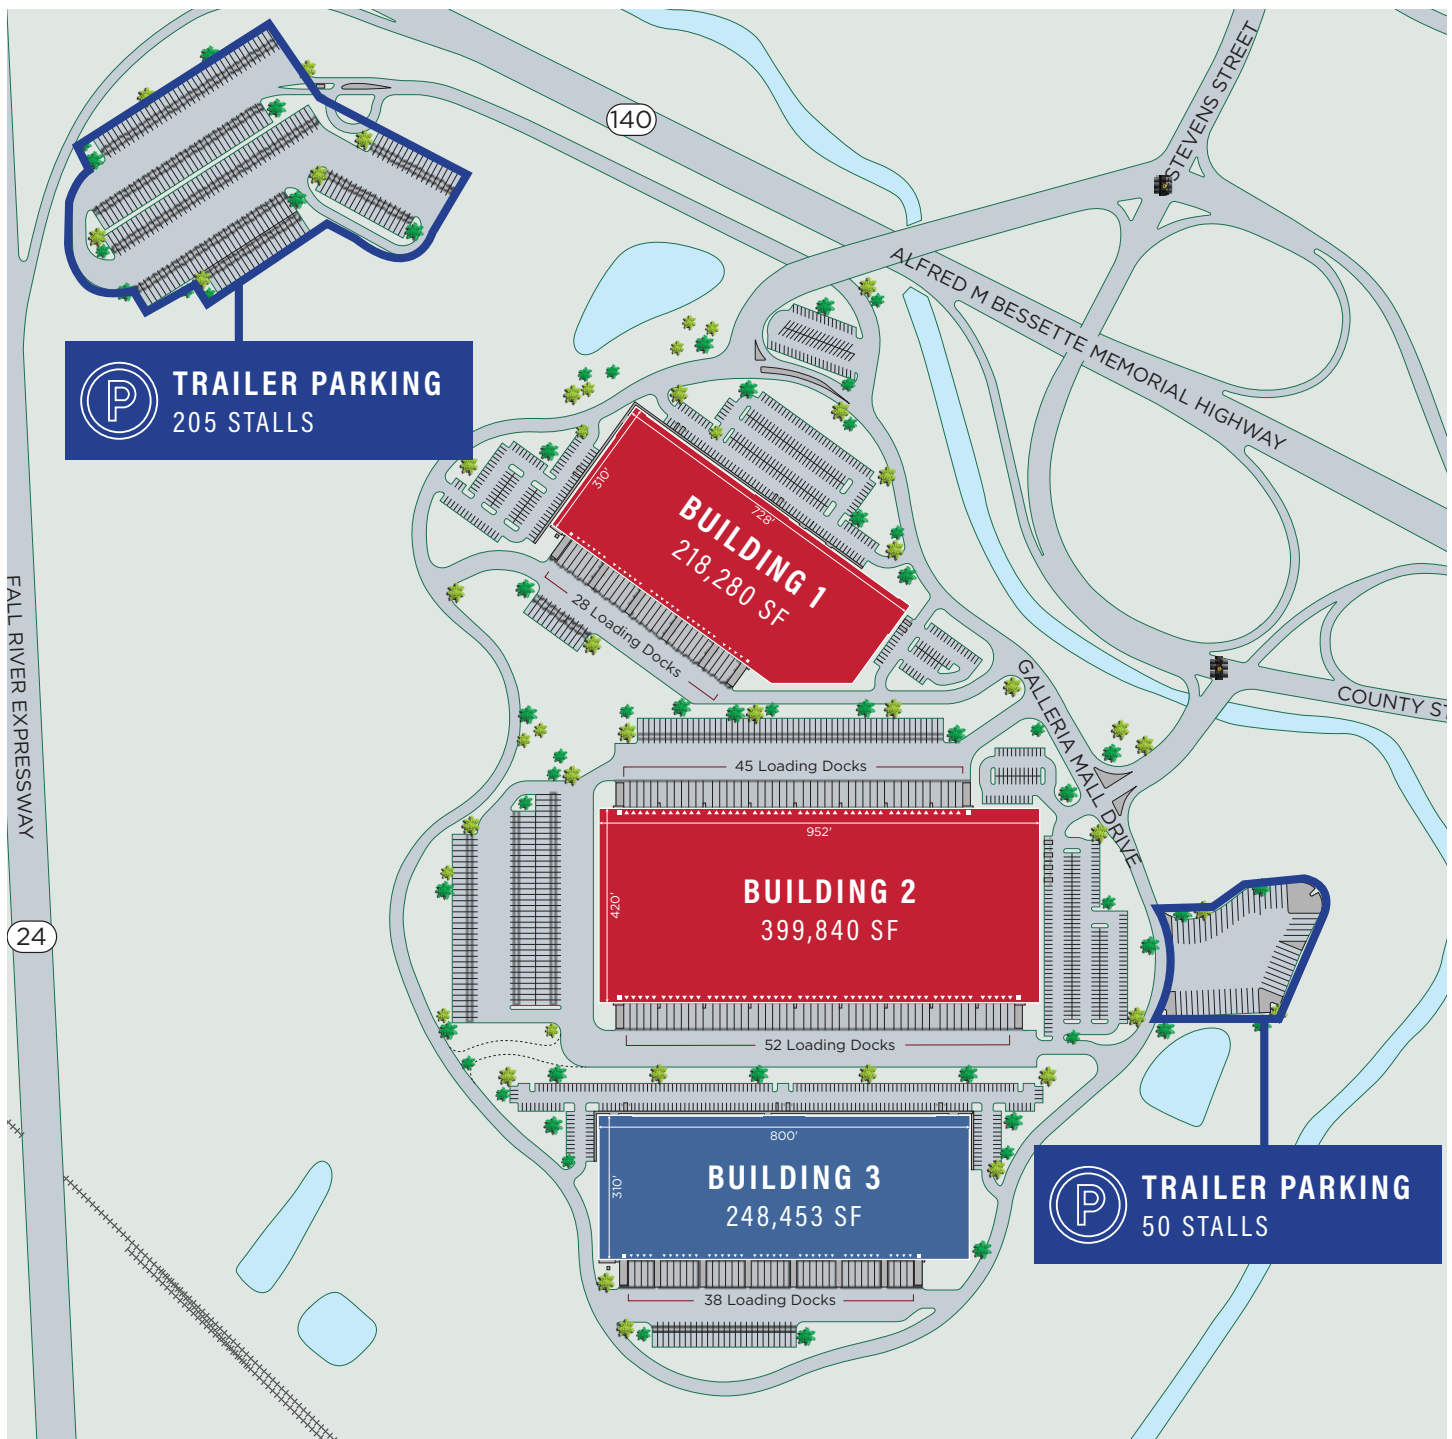 STEVENS STREET
140
ALFRED M BESSETTE MEMORIAL HIGHWAY
P
TRAILER PARKING
205 STALLS
310'
728'
BUILDING 1
218,280 SF
28 Loading Docks
FALL RIVER EXPRESSWAY
GALLERIA MALL DRIVE
COUNTY ST
45 Loading Docks
952'
420'
BUILDING 2
399,840 SF
24
52 Loading Docks
800'
310'
BUILDING 3
248,453 SF
P
TRAILER PARKING
50 STALLS
38 Loading Docks